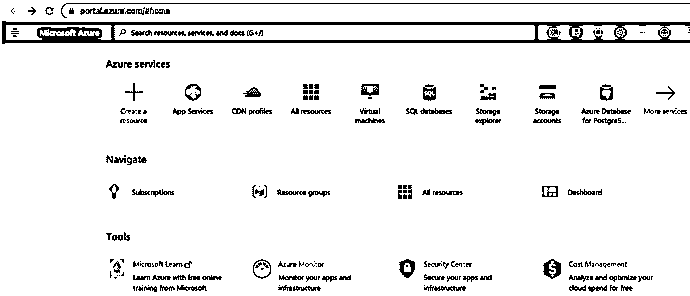 portal.azure.com/#home
Microsoft Azure
Search resources, services, and docs (G+/)
Azure services
Create a resource
App Services
CDN profiles
All resources
Virtual machines
SQL databases
Storage explorer
Storage accounts
Azure Database for PostgreS...
More services
Navigate
Subscriptions
Resource groups
All resources
Dashboard
Tools
Microsoft Learn
Learn Azure with free online
training from Microsoft
Azure Monitor
Monitor your apps and
infrastructure
Security Center
Secure your apps and
infrastructure
Cost Management
Analyze and optimize your
cloud spend for free